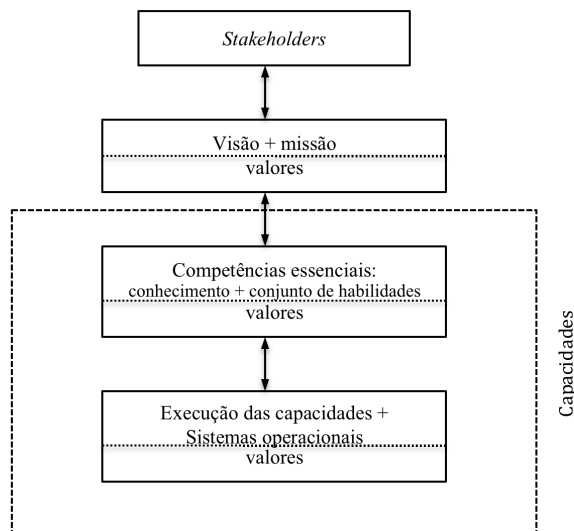 Stakeholders
Visão + missão
valores
Competências essenciais:
conhecimento + conjunto de habilidades
valores
Execução das capacidades +
Sistemas operacionais
valores
Capacidades